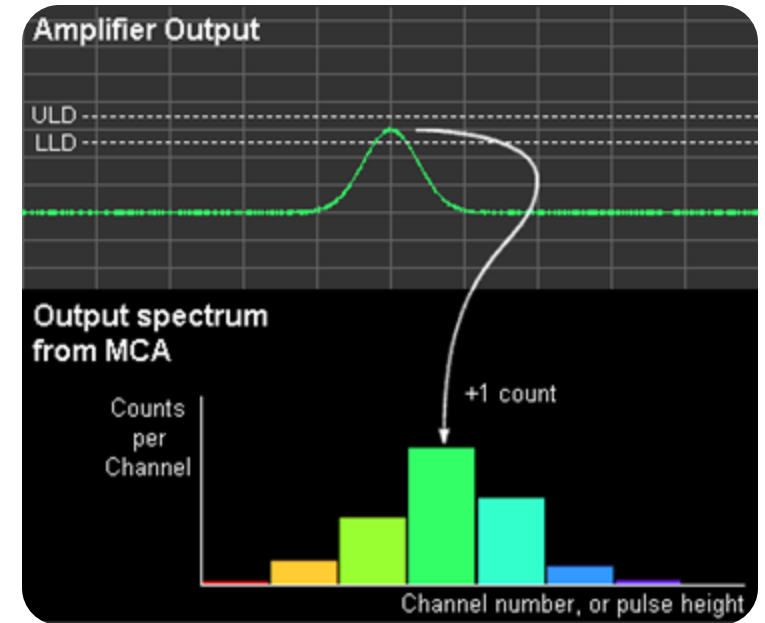 Amplifier Output
ULD
LLD
Output spectrum
from MCA
+1 count
Counts
per
Channel
Channel number, or pulse height